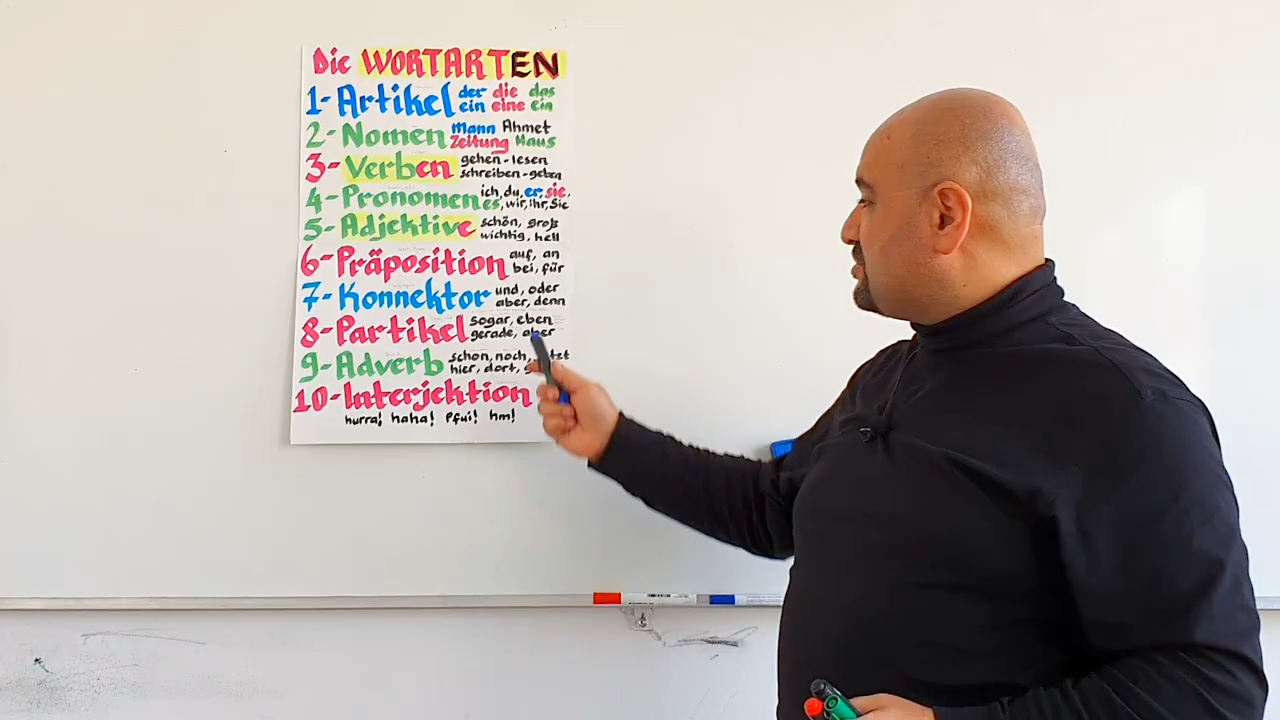 Die WORTARTEN
1- Artikel der die das
ein eine ein
2- Nomen Mann Ahmet
Zeitung Haus
3- Verben gehen - lesen
schreiben - geben
4- Pronomen ich, du, er, sie,
es, wir, ihr, Sie
5- Adjektive schön, groß
wichtig, hell
6- Präposition auf, an
bei, für
7- Konnektor und, oder
aber, denn
8- Partikel sogar, eben
gerade, aber
9- Adverb schon, noch,
hier, dort,
10- Interjektion
hurra! haha! Pfui! hm!